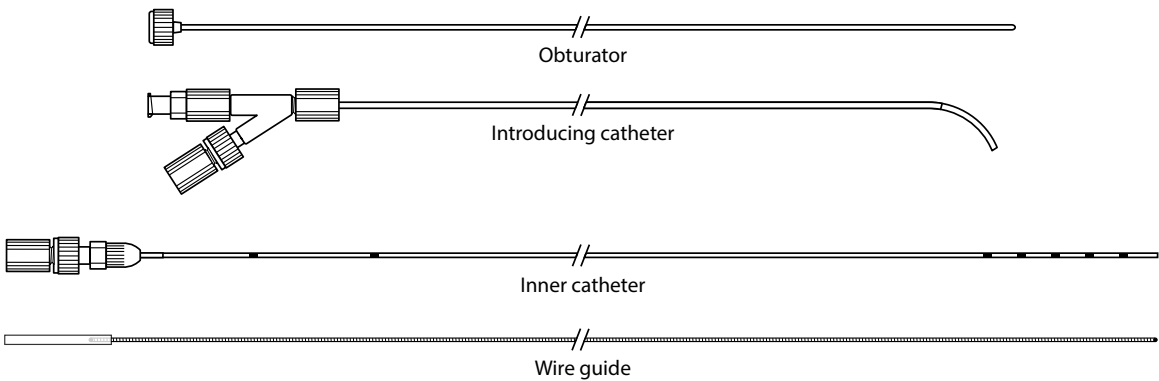 Obturator
Introducing catheter
Inner catheter
Wire guide